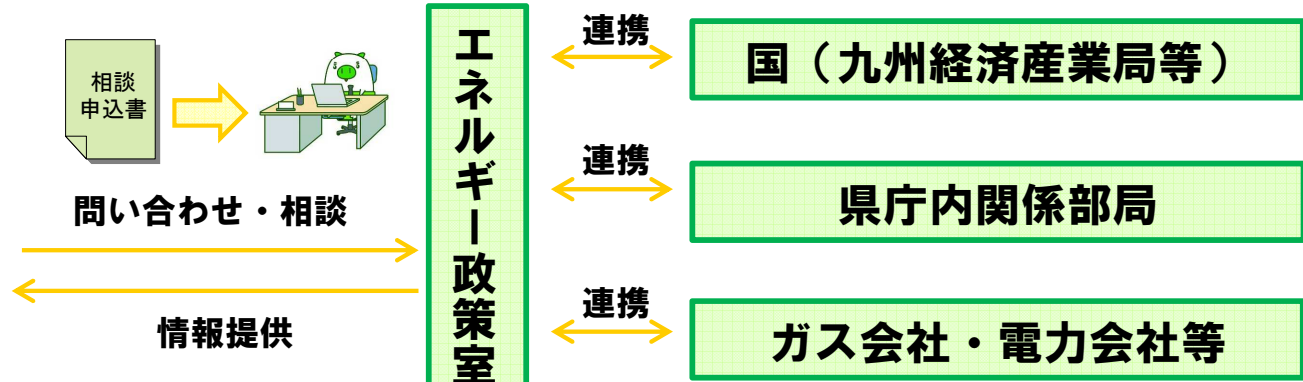 相談
申込書
問い合わせ・相談
情報提供
エネルギー政策室
連携
国（九州経済産業局等）
連携
県庁内関係部局
連携
ガス会社・電力会社等